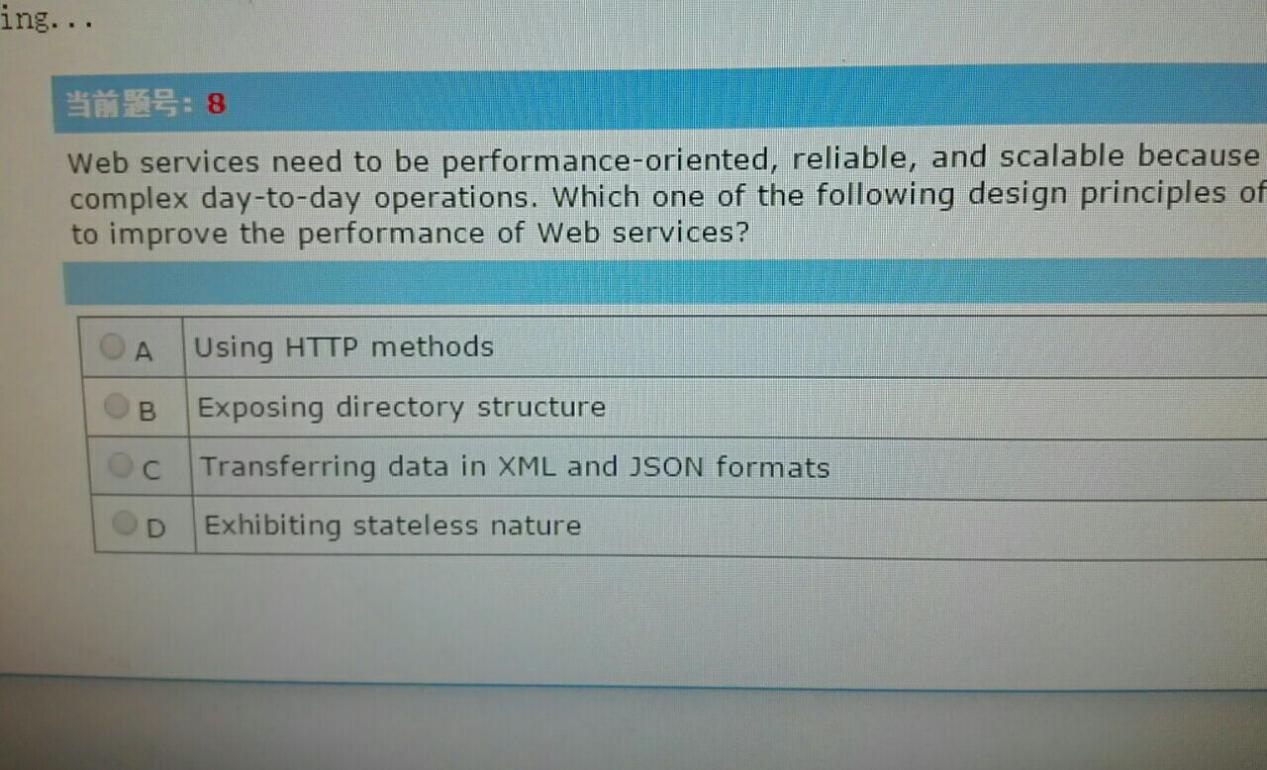 ing...
当前题号: 8
Web services need to be performance-oriented, reliable, and scalable because
complex day-to-day operations. Which one of the following design principles of
to improve the performance of Web services?
A Using HTTP methods
B Exposing directory structure
C Transferring data in XML and JSON formats
D Exhibiting stateless nature